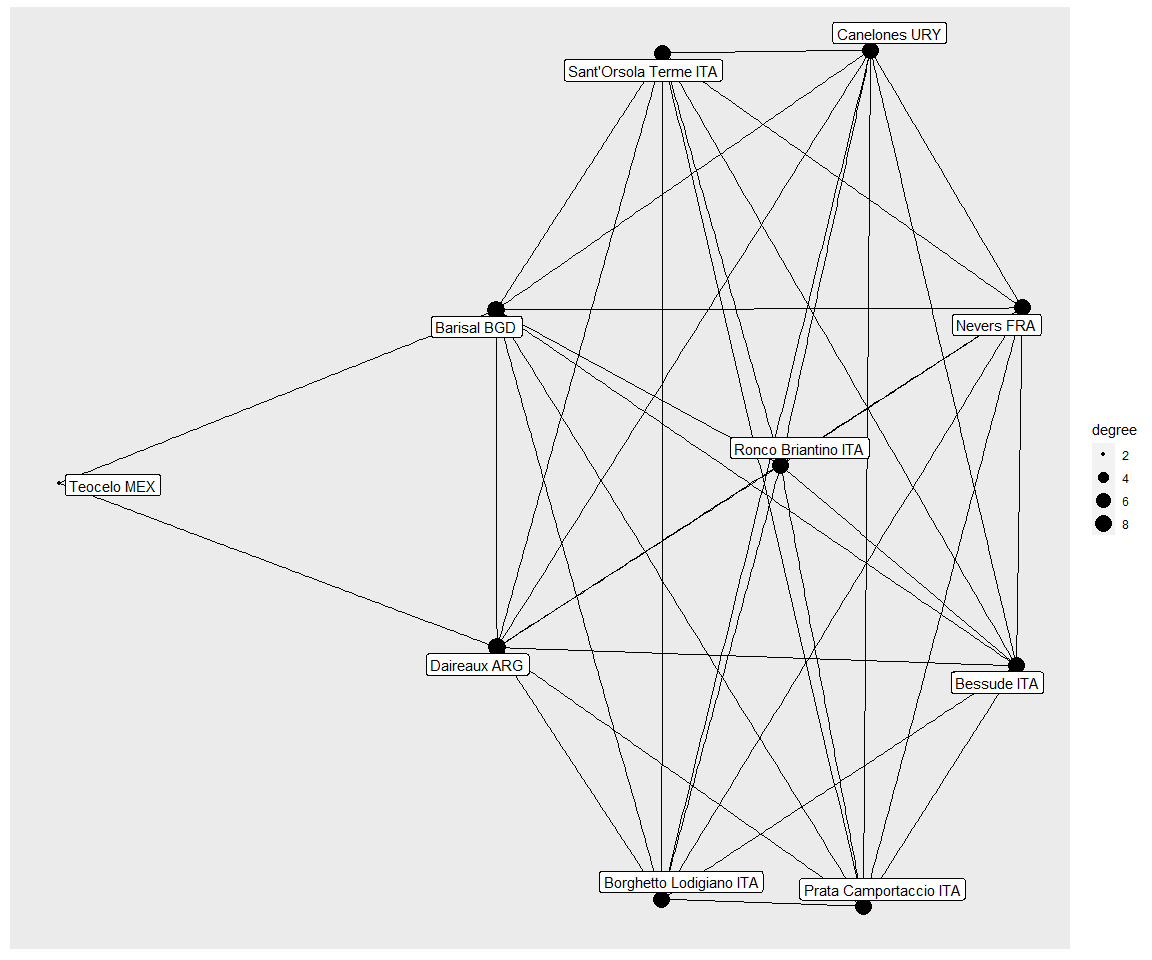 Canelones URY
Sant'Orsola Terme ITA
Barisal BGD
Nevers FRA
degree
Ronco Briantino ITA
2
4
Teocelo MEX
6
8
Daireaux ARG
Bessude ITA
Borghetto Lodigiano ITA
Prata Camportaccio ITA